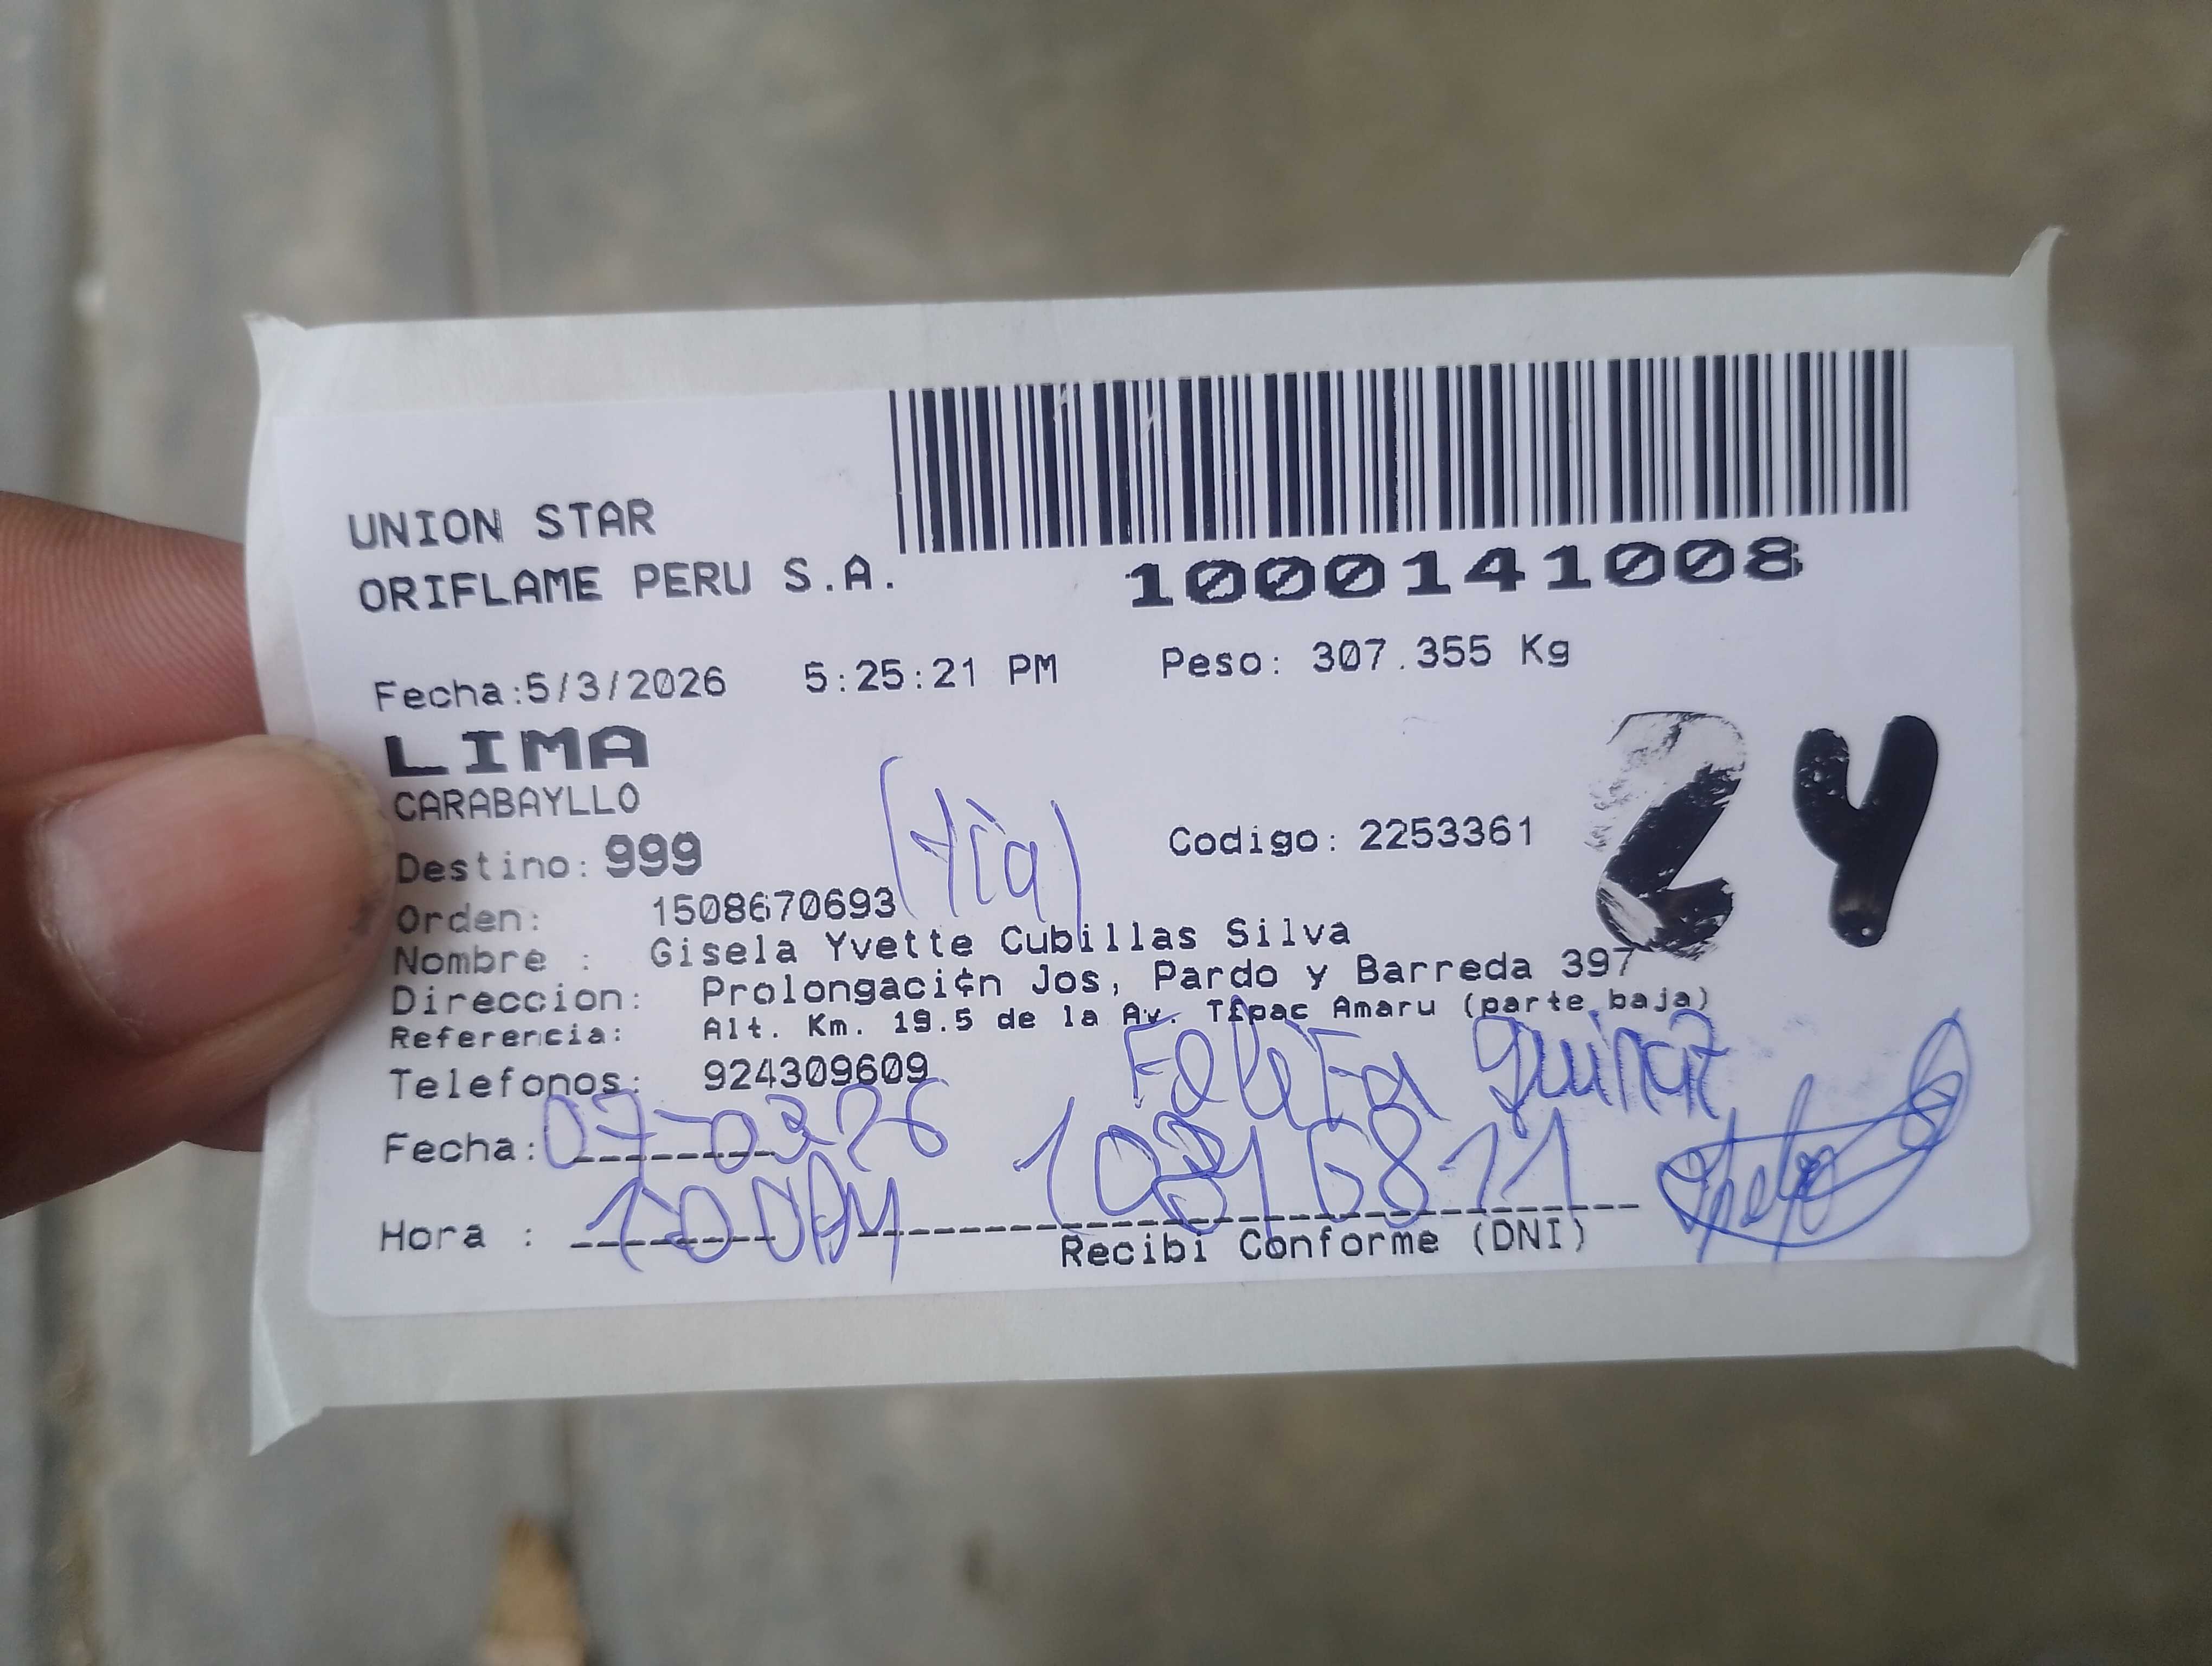 UNION STAR
ORIFLAME PERU S.A.
1000141008
Fecha:5/3/2026 5:25:21 PM Peso: 307.355 Kg
LIMA
CARABAYLLO
24
Destino: 999 (tía) Codigo: 2253361
Orden: 1508670693
Nombre : Gisela Yvette Cubillas Silva
Direccion: Prolongaci¢n Jos, Pardo y Barreda 397
Referencia: Alt. Km. 19.5 de la Av. T£pac Amaru (parte baja)
Telefonos: 924309609
Fecha: 07-03-26
Hora : 10:00 AM
Recibi Conforme (DNI)